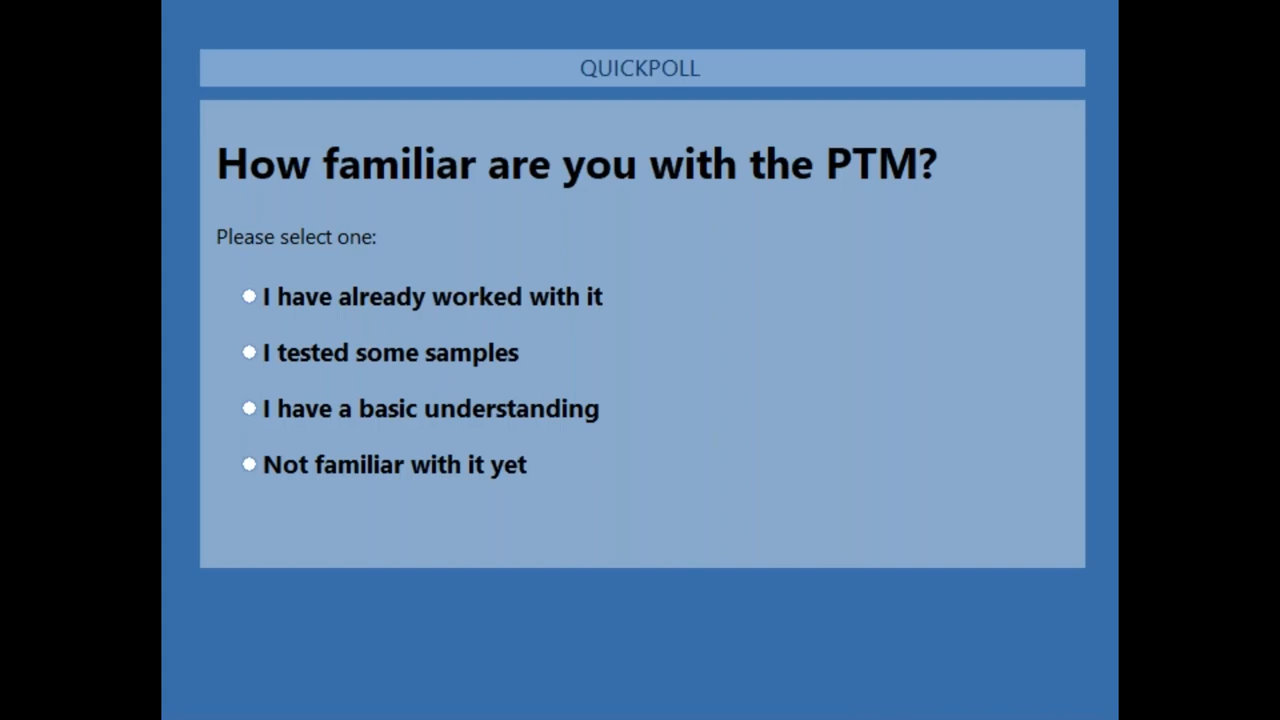 QUICKPOLL
How familiar are you with the PTM?
Please select one:
I have already worked with it
I tested some samples
I have a basic understanding
Not familiar with it yet